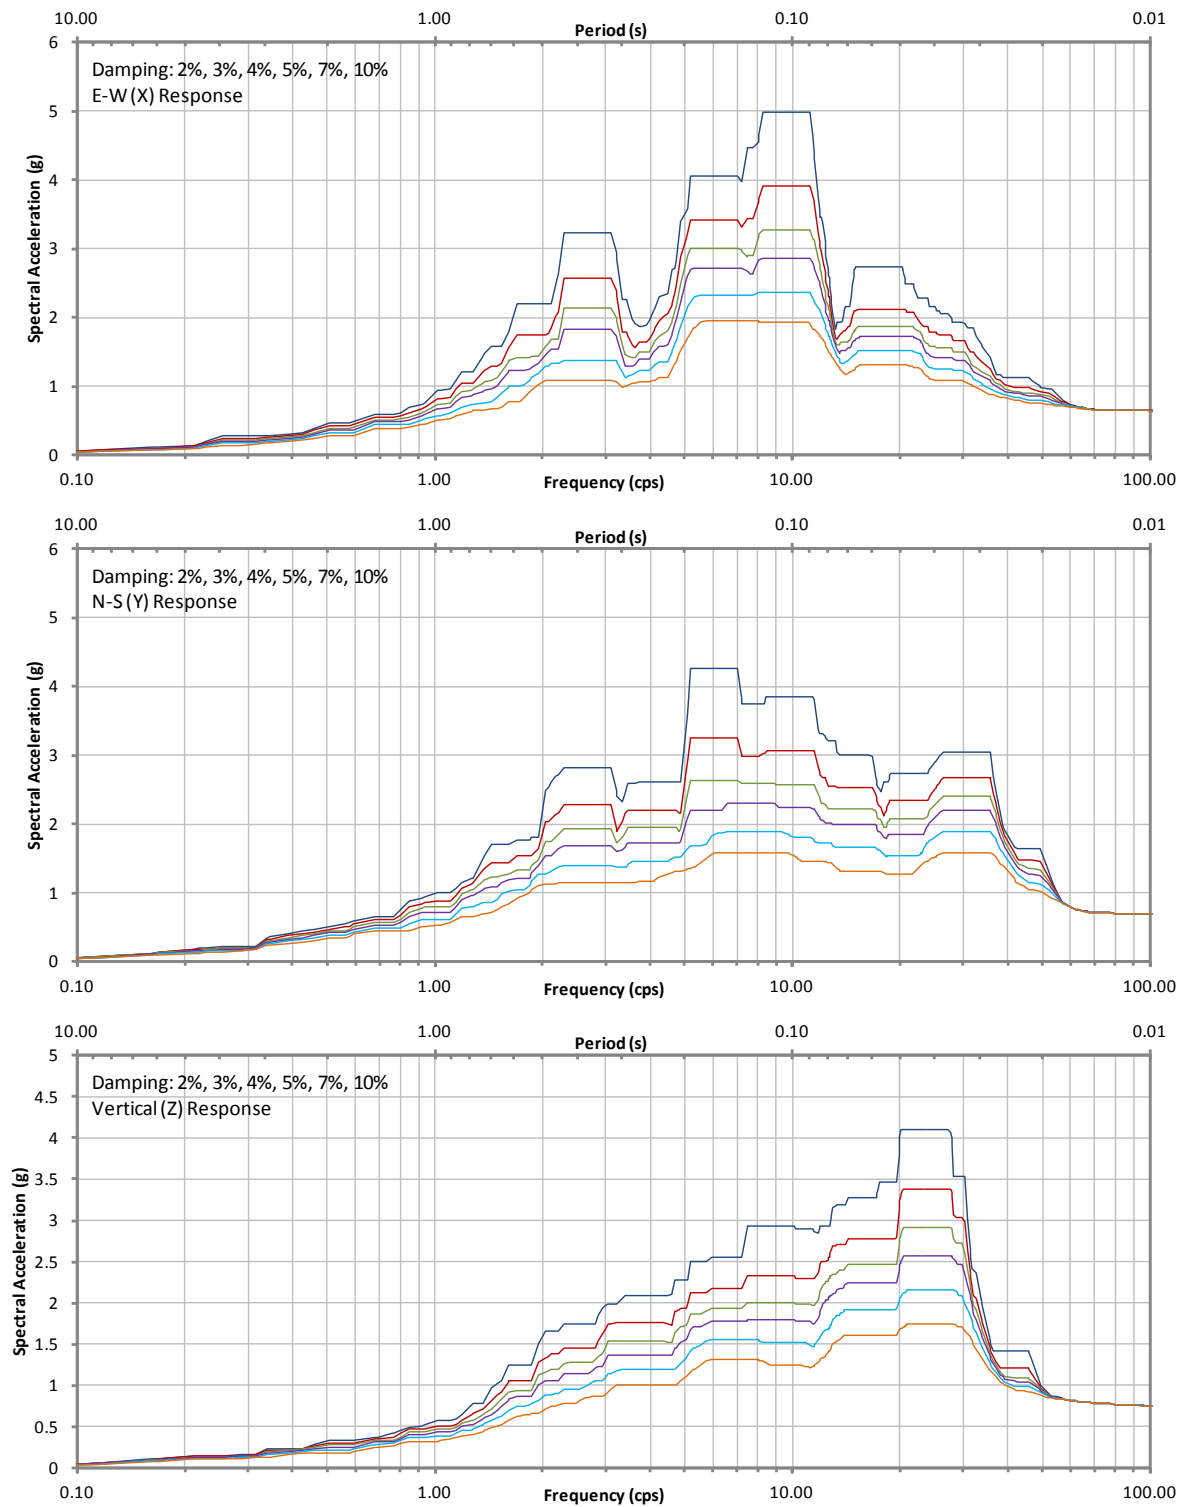 10.00 1.00 0.10 0.01
Period (s)
6
Damping: 2%, 3%, 4%, 5%, 7%, 10%
E-W (X) Response
5
4
3
2
1
0
Spectral Acceleration (g)
0.10 1.00 10.00 100.00
Frequency (cps)
10.00 1.00 0.10 0.01
Period (s)
6
Damping: 2%, 3%, 4%, 5%, 7%, 10%
N-S (Y) Response
5
4
3
2
1
0
Spectral Acceleration (g)
0.10 1.00 10.00 100.00
Frequency (cps)
10.00 1.00 0.10 0.01
Period (s)
5
Damping: 2%, 3%, 4%, 5%, 7%, 10%
4.5
Vertical (Z) Response
4
3.5
3
2.5
2
1.5
1
0.5
0
Spectral Acceleration (g)
0.10 1.00 10.00 100.00
Frequency (cps)